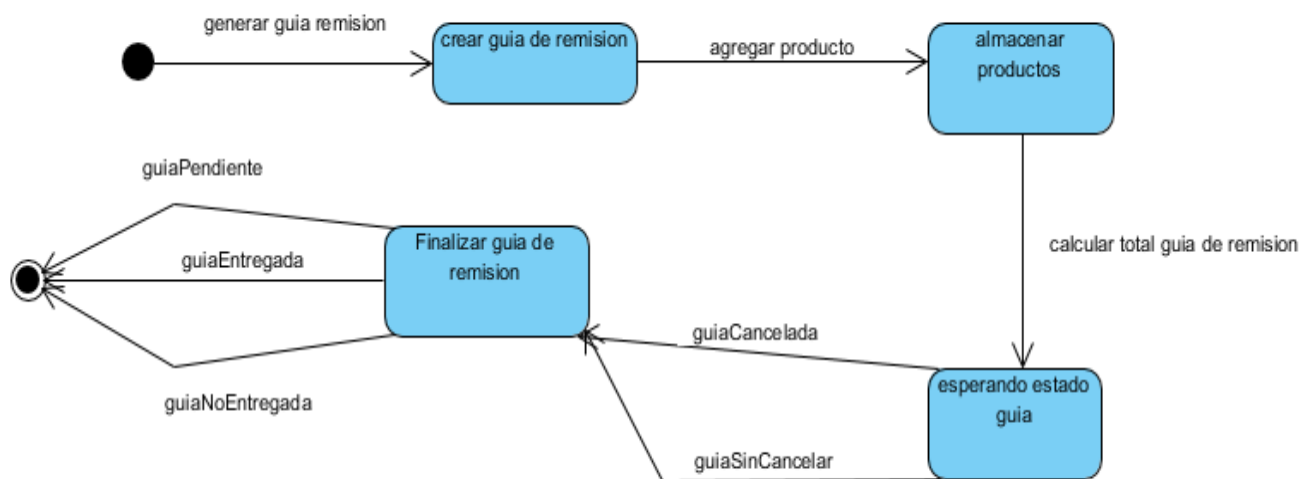 generar guia remision
crear guia de remision
agregar producto
almacenar
productos
calcular total guia de remision
esperando estado
guia
guiaCancelada
guiaSinCancelar
Finalizar guia de
remision
guiaPendiente
guiaEntregada
guiaNoEntregada